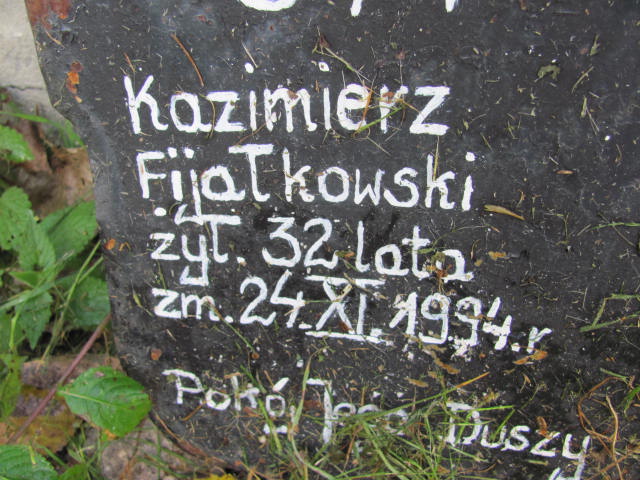 Kazimierz
Fijałkowski
żył. 32 lata
zm. 24. XI. 1994. r
Pokój Jego Duszy